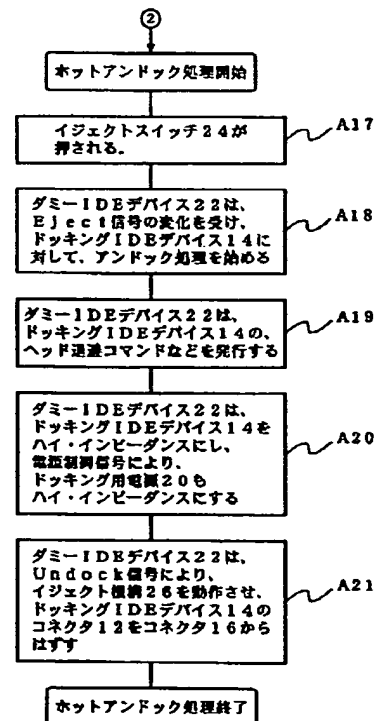 ②
ホットアンドック処理開始
イジェクトスイッチ24が
押される。
A17
ダミーIDEデバイス22は、
Eject信号の変化を受け、
ドッキングIDEデバイス14に
対して、アンドック処理を始める
A18
ダミーIDEデバイス22は、
ドッキングIDEデバイス14の、
ヘッド退避コマンドなどを発行する
A19
ダミーIDEデバイス22は、
ドッキングIDEデバイス14を
ハイ・インピーダンスにし、
電源制御信号により、
ドッキング用電源20も
ハイ・インピーダンスにする
A20
ダミーIDEデバイス22は、
Undock信号により、
イジェクト機構26を動作させ、
ドッキングIDEデバイス14の
コネクタ12をコネクタ16から
はずす
A21
ホットアンドック処理終了